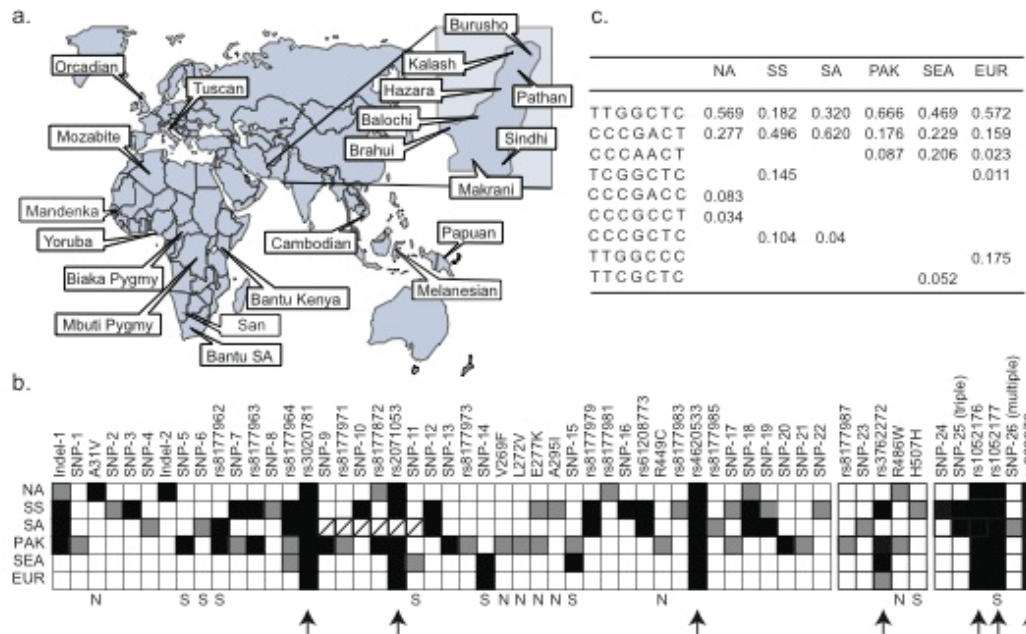 a.
Orcadian
Tuscan
Mozabite
Mandenka
Yoruba
Biaka Pygmy
Mbuti Pygmy
Bantu SA
San
Bantu Kenya
Cambodian
Melanesian
Papuan
Burusho
Kalash
Hazara
Pathan
Balochi
Sindhi
Brahui
Makrani
c.
NA SS SA PAK SEA EUR
TTGGCTC 0.569 0.182 0.320 0.666 0.469 0.572
CCCGACT 0.277 0.496 0.620 0.176 0.229 0.159
CCCAACT 0.087 0.206 0.023
TCGGCTC 0.145 0.011
CCCGACC 0.083
CCCGCCT 0.034
CCCGCTC 0.104 0.04
TTGGCCC 0.175
TTCGCTC 0.052
b.
Indel-1
SNP-1
A31V
SNP-2
SNP-3
SNP-4
Indel-2
SNP-5
SNP-6
rs8177962
SNP-7
rs8177963
SNP-8
rs8177964
rs3020781
SNP-9
rs8177971
SNP-10
rs8177872
rs2071053
SNP-11
SNP-12
SNP-13
rs8177973
SNP-14
V269F
L272V
E277K
A295I
SNP-15
rs8177979
rs8177981
SNP-16
rs61208773
R449C
rs8177983
rs4620533
rs8177985
SNP-17
SNP-18
SNP-19
SNP-20
SNP-21
SNP-22
rs8177987
SNP-23
rs3762272
R486W
H507H
SNP-24
SNP-25 (triple)
rs1052176
rs1052177
SNP-26 (multiple)
NA
SS
SA
PAK
SEA
EUR
N S S S S S N N N N S N N S S